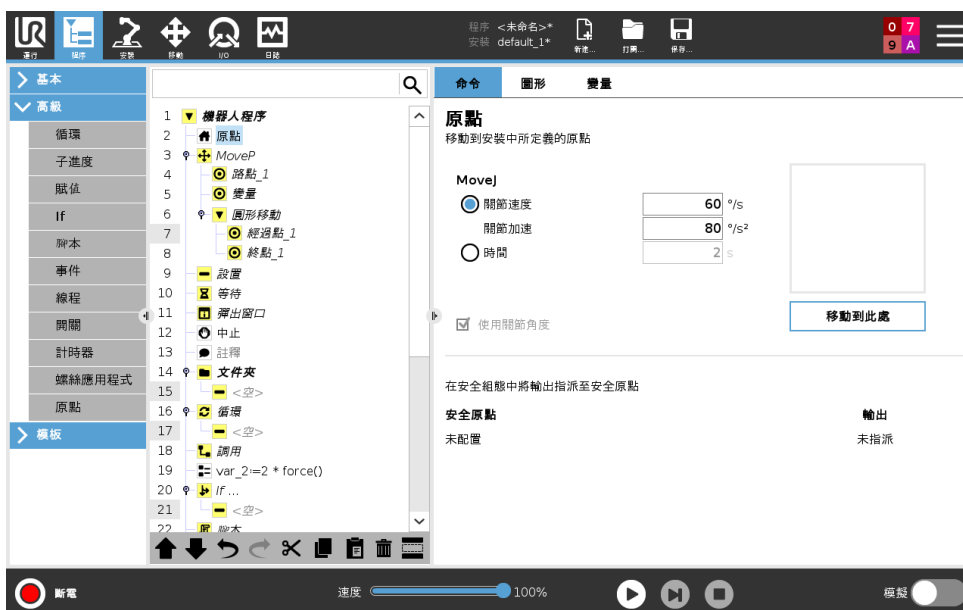 運行
程序
安裝
移動
I/O
日誌
程序 <未命名>*
安裝 default_1*
新建...
打開...
保存...
0 7
9 A
基本
高級
循環
子進度
賦值
If
腳本
事件
線程
開關
計時器
螺絲應用程式
原點
模板
1 機器人程序
2 原點
3 MoveP
4 路點_1
5 變量
6 圓形移動
7 經過點_1
8 終點_1
9 設置
10 等待
11 彈出窗口
12 中止
13 註釋
14 文件夾
15 <空>
16 循環
17 <空>
18 調用
19 var_2≔2 * force()
20 If ...
21 <空>
22 腳本
命令 圖形 變量
原點
移動到安裝中所定義的原點
MoveJ
關節速度 60 °/s
關節加速 80 °/s²
時間 2 s
使用關節角度
移動到此處
在安全組態中將輸出指派至安全原點
安全原點 輸出
未配置 未指派
斷電
速度 100%
模擬